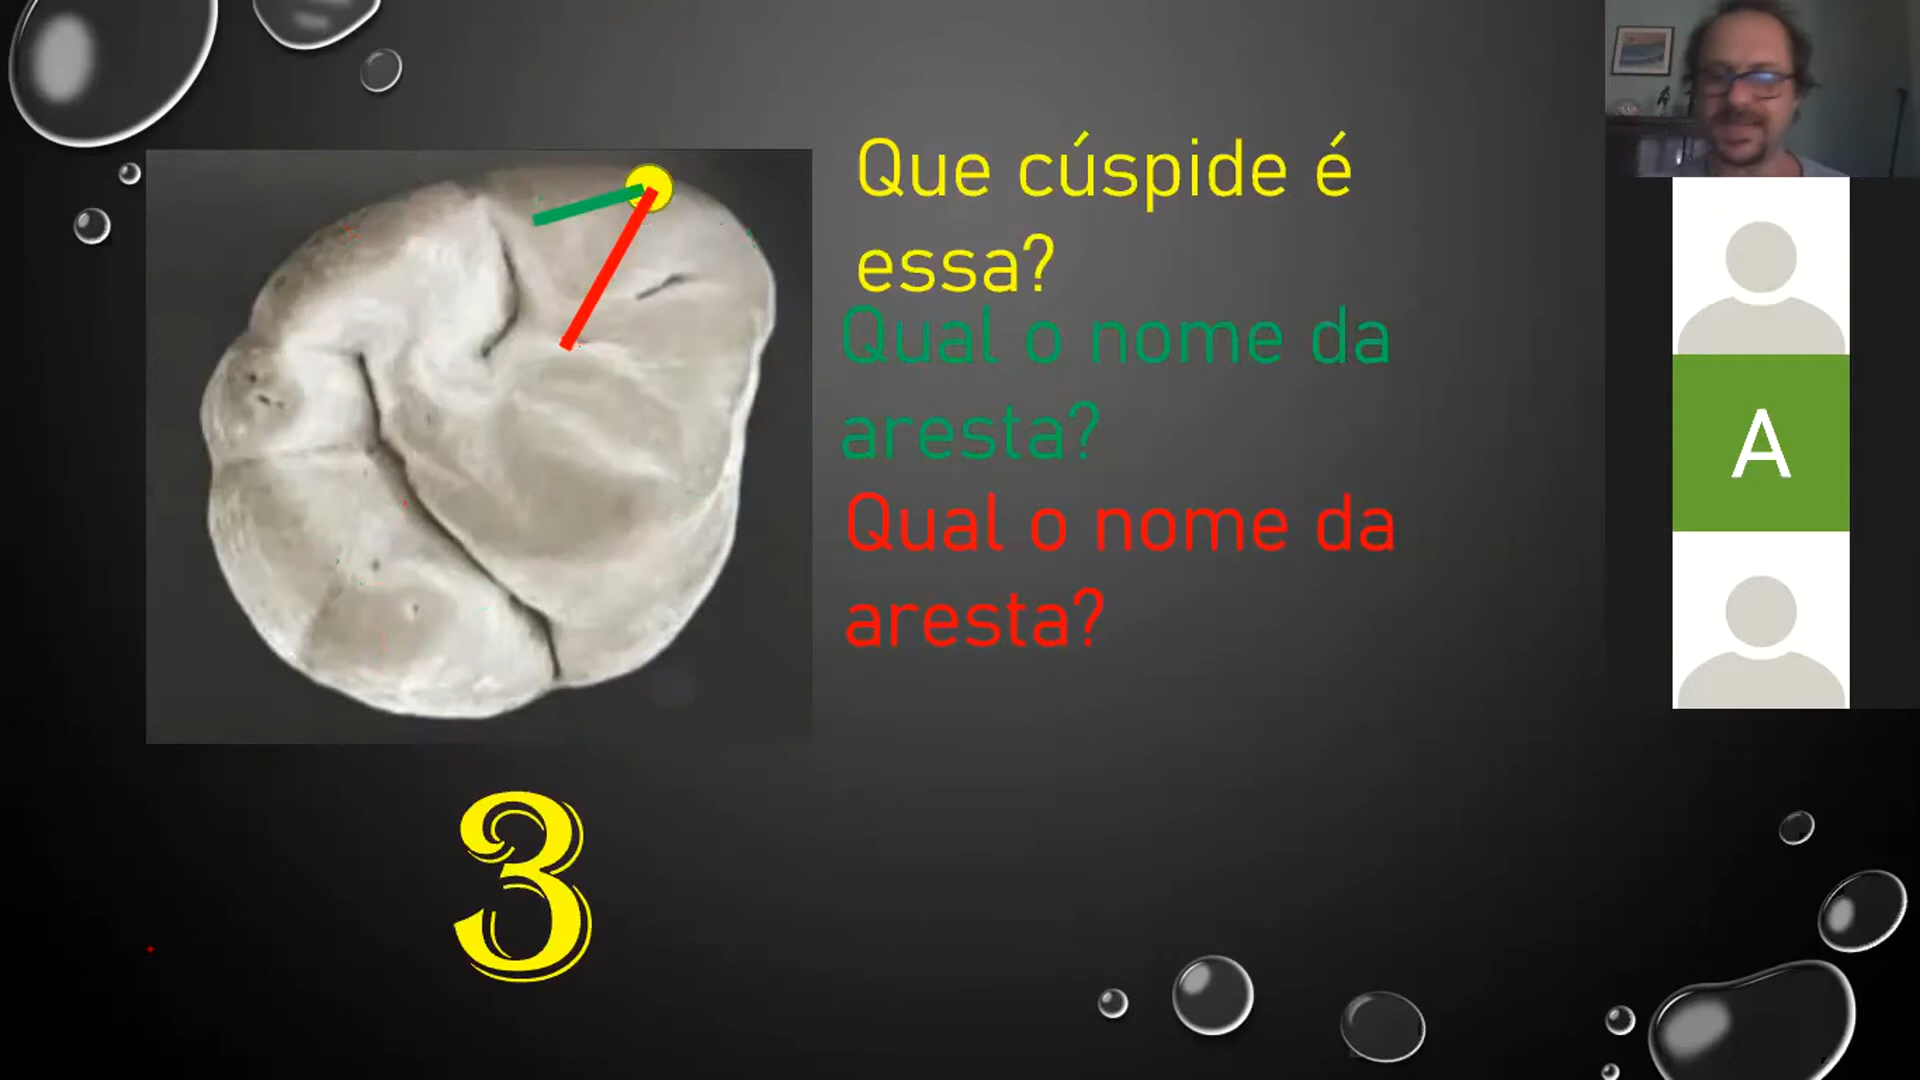 Que cúspide é
essa?
Qual o nome da
aresta?
Qual o nome da
aresta?
A
3